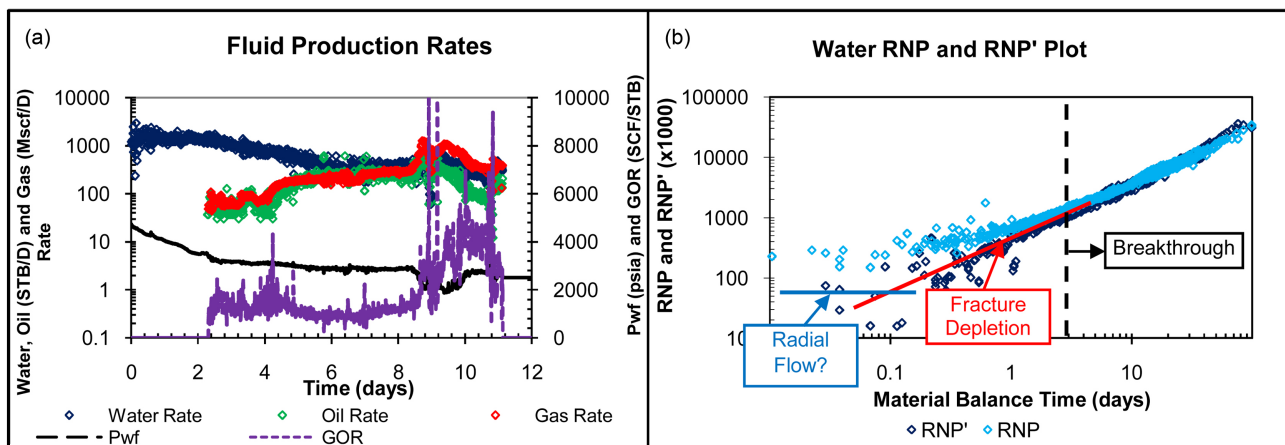 (a)
Fluid Production Rates
Water, Oil (STB/D) and Gas (Mscf/D)
Rate
10000
1000
100
10
1
0.1
10000
8000
6000
4000
2000
0
Pwf (psia) and GOR (SCF/STB)
0 2 4 6 8 10 12
Time (days)
Water Rate Oil Rate Gas Rate
Pwf GOR
(b)
Water RNP and RNP' Plot
RNP and RNP' (x1000)
100000
10000
1000
100
10
Breakthrough
Fracture
Depletion
Radial
Flow?
0.1 1 10
Material Balance Time (days)
RNP' RNP